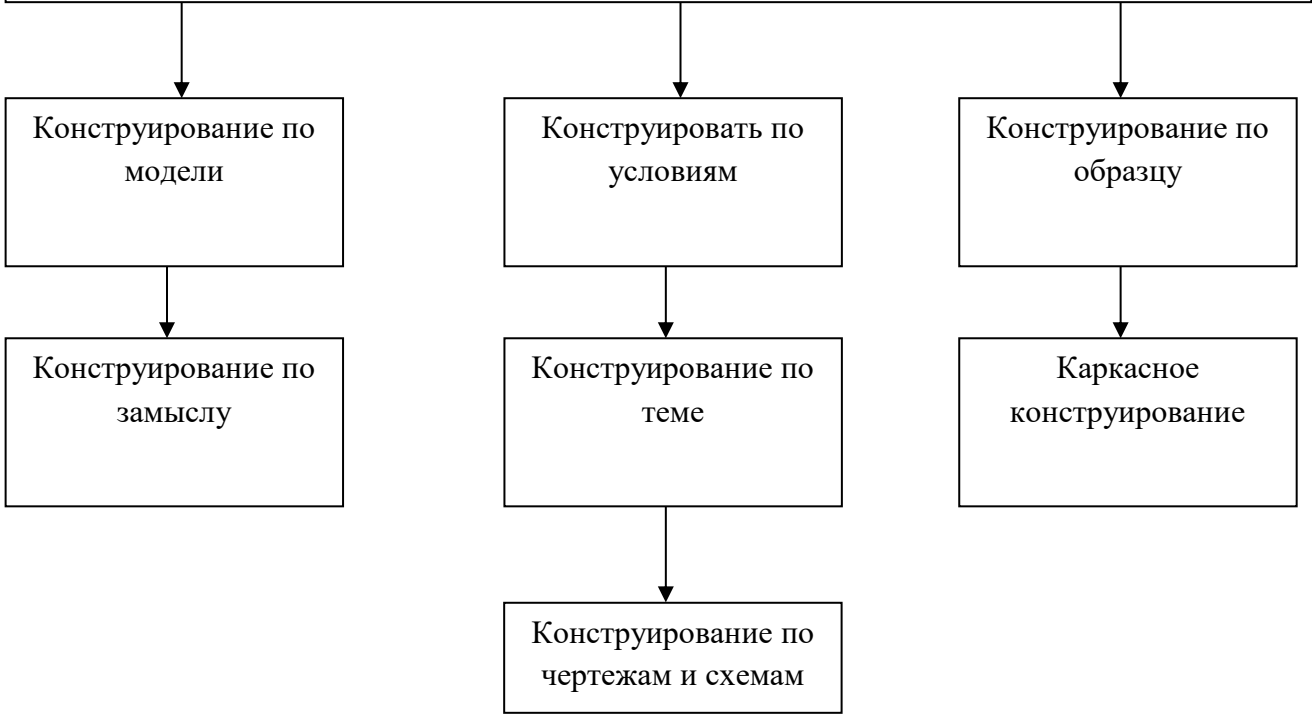 Конструирование по
модели
Конструировать по
условиям
Конструирование по
образцу
Конструирование по
замыслу
Конструирование по
теме
Каркасное
конструирование
Конструирование по
чертежам и схемам